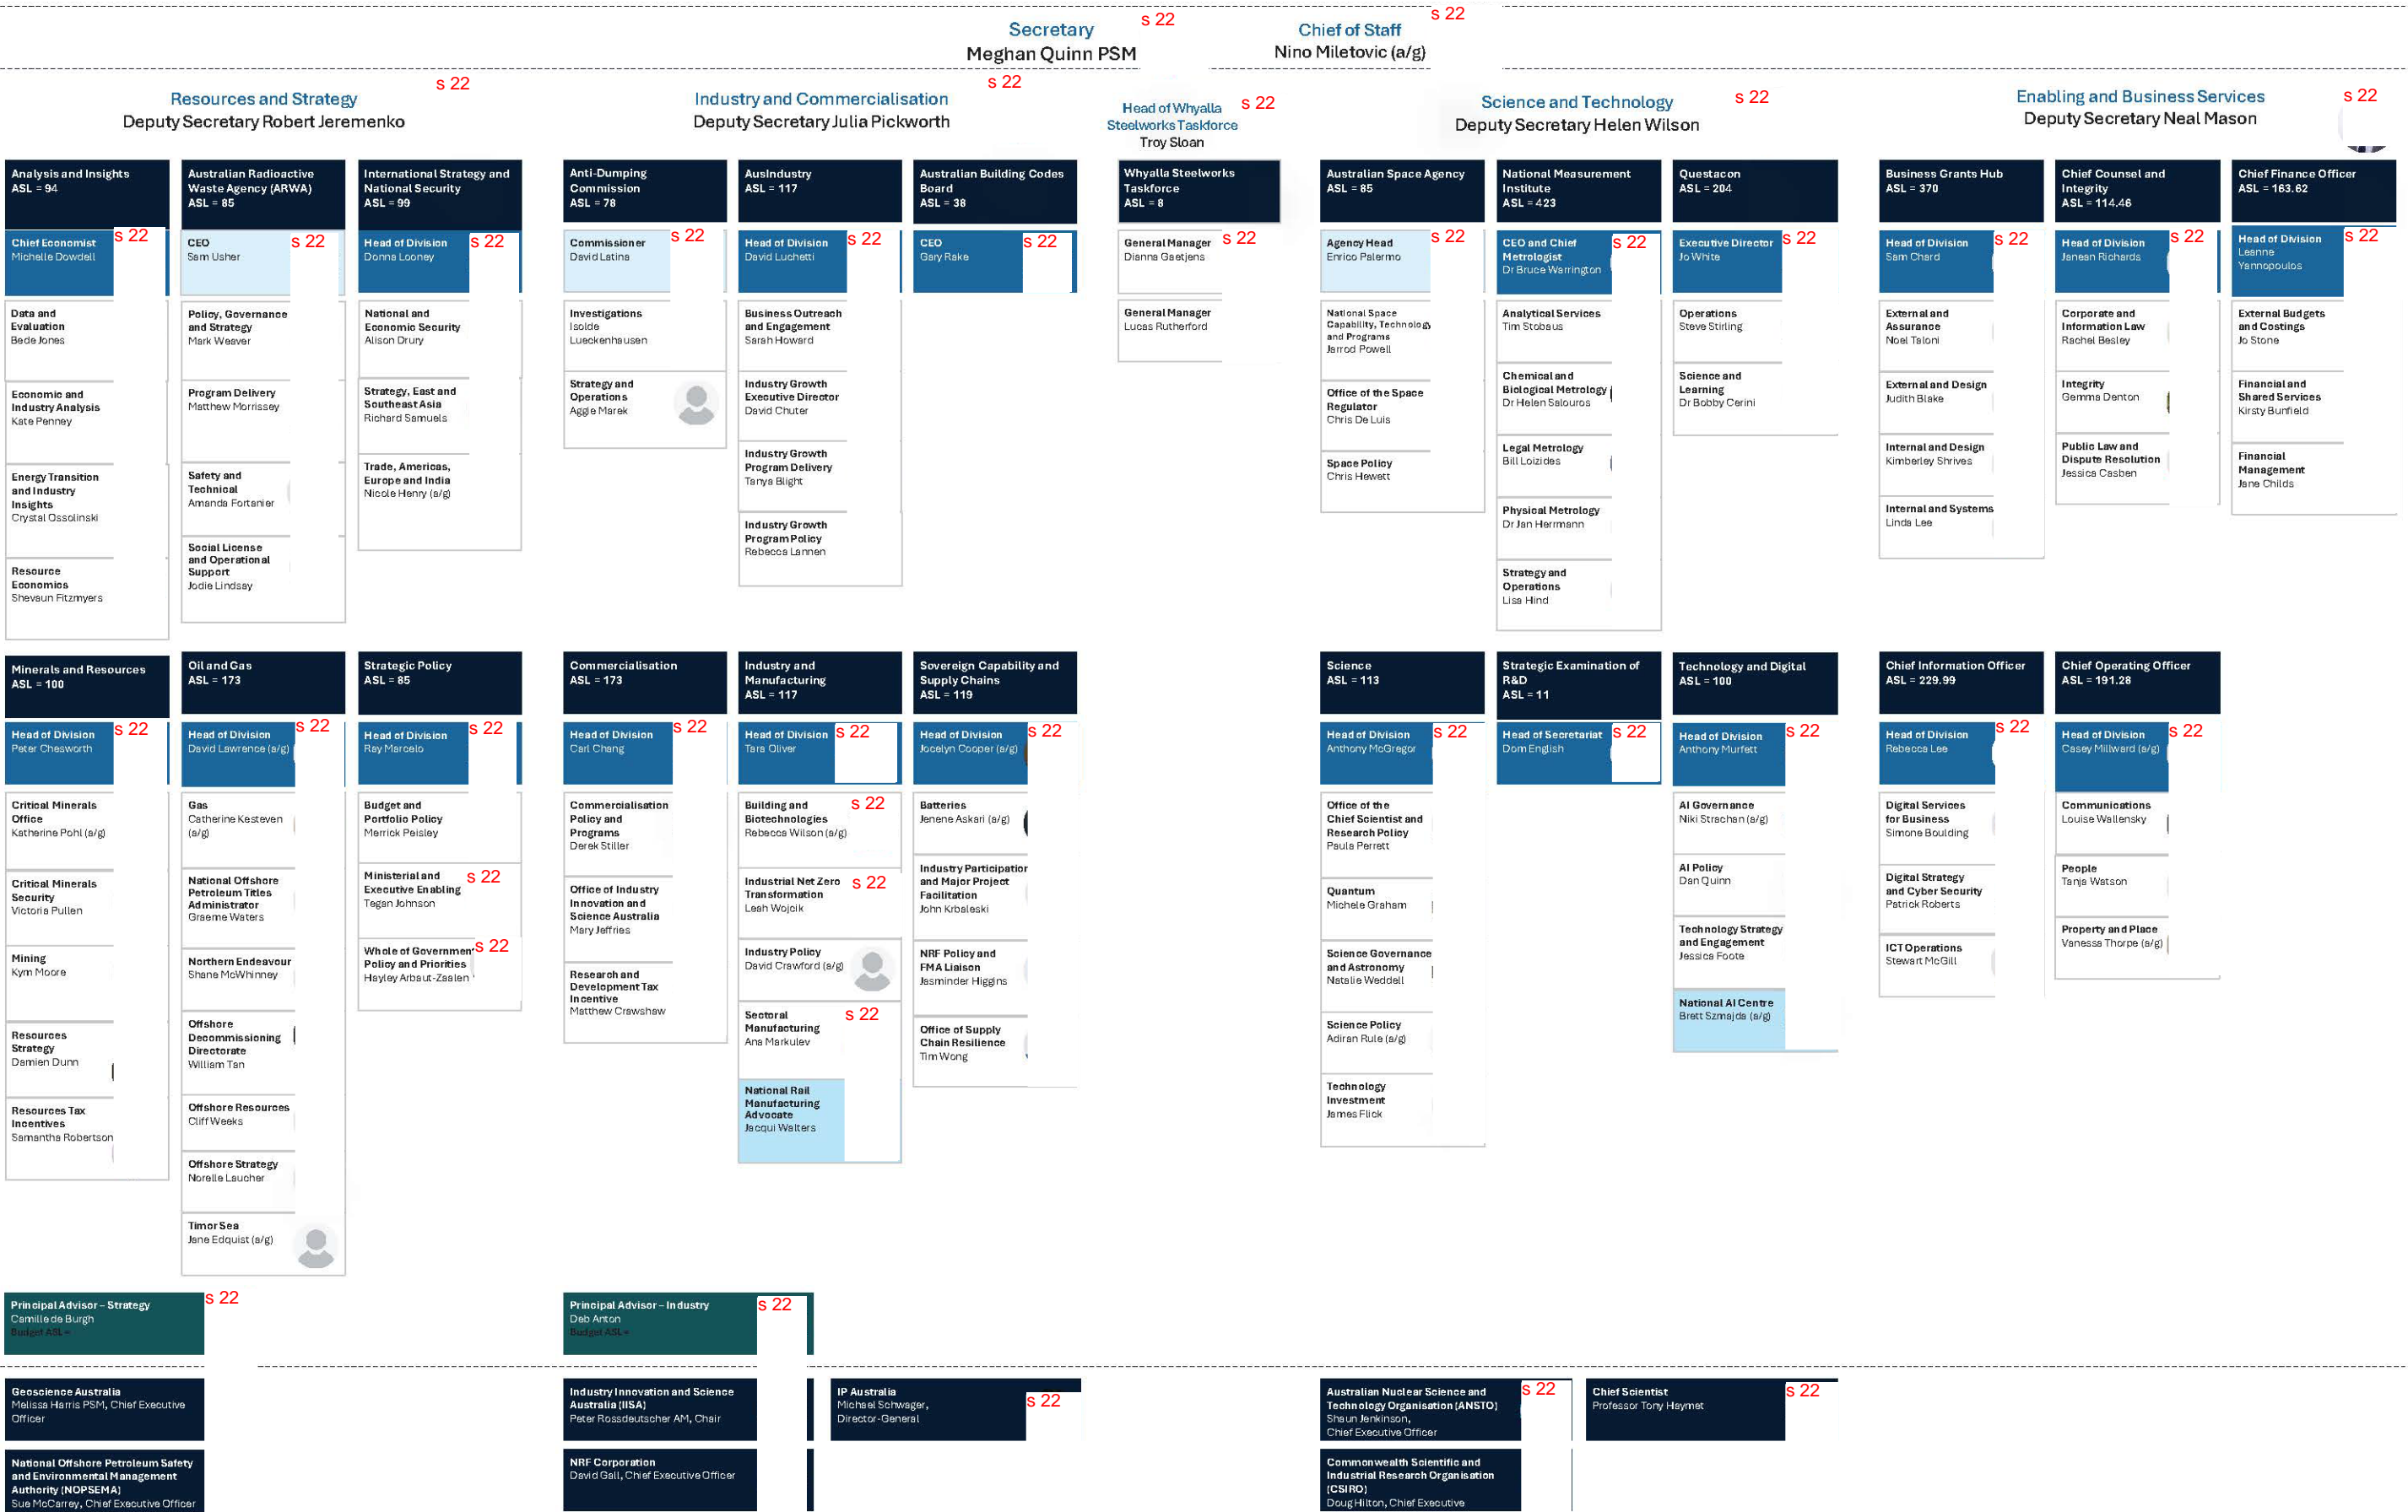 Secretary
Meghan Quinn PSM
s 22
Chief of Staff
Nino Miletovic (a/g)
s 22
Resources and Strategy
Deputy Secretary Robert Jeremenko
s 22
Industry and Commercialisation
Deputy Secretary Julia Pickworth
s 22
Head of Whyalla
Steelworks Taskforce
Troy Sloan
s 22
Science and Technology
Deputy Secretary Helen Wilson
s 22
Enabling and Business Services
Deputy Secretary Neal Mason
s 22
Analysis and Insights
ASL = 94
Chief Economist
Michelle Dowdell
s 22
Data and
Evaluation
Bede Jones
Economic and
Industry Analysis
Kate Penney
Energy Transition
and Industry
Insights
Crystal Ossolinski
Resource
Economics
Shevaun Fitzmyers
Australian Radioactive
Waste Agency (ARWA)
ASL = 85
CEO
Sam Usher
s 22
Policy, Governance
and Strategy
Mark Weaver
Program Delivery
Matthew Morrissey
Safety and
Technical
Amanda Fortanier
Social License
and Operational
Support
Jodie Lindsay
International Strategy and
National Security
ASL = 99
Head of Division
Donna Looney
s 22
National and
Economic Security
Alison Drury
Strategy, East and
Southeast Asia
Richard Samuels
Trade, Americas,
Europe and India
Nicole Henry (a/g)
Anti-Dumping
Commission
ASL = 78
Commissioner
David Latina
s 22
Investigations
Isolde
Lueckenhausen
Strategy and
Operations
Aggie Marek
AusIndustry
ASL = 117
Head of Division
David Luchetti
s 22
Business Outreach
and Engagement
Sarah Howard
Industry Growth
Executive Director
David Chuter
Industry Growth
Program Delivery
Tanya Blight
Industry Growth
Program Policy
Rebecca Lannen
Australian Building Codes
Board
ASL = 38
CEO
Gary Rake
s 22
Whyalla Steelworks
Taskforce
ASL = 8
General Manager
Dianna Gaetjens
s 22
General Manager
Lucas Rutherford
Australian Space Agency
ASL = 85
Agency Head
Enrico Palermo
s 22
National Space
Capability, Technology
and Programs
Jarrod Powell
Office of the Space
Regulator
Chris De Luis
Space Policy
Chris Hewett
National Measurement
Institute
ASL = 423
CEO and Chief
Metrologist
Dr Bruce Warrington
s 22
Analytical Services
Tim Stobaus
Chemical and
Biological Metrology
Dr Helen Salouros
Legal Metrology
Bill Loizides
Physical Metrology
Dr Jan Herrmann
Strategy and
Operations
Lisa Hind
Questacon
ASL = 204
Executive Director
Jo White
s 22
Operations
Steve Stirling
Science and
Learning
Dr Bobby Cerini
Business Grants Hub
ASL = 370
Head of Division
Sam Chard
s 22
External and
Assurance
Noel Taloni
External and Design
Judith Blake
Internal and Design
Kimberley Shrives
Internal and Systems
Linda Lee
Chief Counsel and
Integrity
ASL = 114.46
Head of Division
Janean Richards
s 22
Corporate and
Information Law
Rachel Besley
Integrity
Gemma Denton
Public Law and
Dispute Resolution
Jessica Casben
Chief Finance Officer
ASL = 163.62
Head of Division
Leanne
Yannopoulos
s 22
External Budgets
and Costings
Jo Stone
Financial and
Shared Services
Kirsty Bunfield
Financial
Management
Jane Childs
Minerals and Resources
ASL = 100
Head of Division
Peter Chesworth
s 22
Critical Minerals
Office
Katherine Pohl (a/g)
Critical Minerals
Security
Victoria Pullen
Mining
Kym Moore
Resources
Strategy
Damien Dunn
Resources Tax
Incentives
Samantha Robertson
Oil and Gas
ASL = 173
Head of Division
David Lawrence (a/g)
s 22
Gas
Catherine Kesteven
(a/g)
National Offshore
Petroleum Titles
Administrator
Graeme Waters
Northern Endeavour
Shane McWhinney
Offshore
Decommissioning
Directorate
William Tan
Offshore Resources
Cliff Weeks
Offshore Strategy
Norelle Laucher
Timor Sea
Jane Edquist (a/g)
Strategic Policy
ASL = 85
Head of Division
Ray Marcelo
s 22
Budget and
Portfolio Policy
Merrick Peisley
Ministerial and
Executive Enabling
Tegan Johnson
s 22
Whole of Government
Policy and Priorities
Hayley Arbaut-Zaalen
s 22
Commercialisation
ASL = 173
Head of Division
Carl Chang
s 22
Commercialisation
Policy and
Programs
Derek Stiller
Office of Industry
Innovation and
Science Australia
Mary Jeffries
Research and
Development Tax
Incentive
Matthew Crawshaw
Industry and
Manufacturing
ASL = 117
Head of Division
Tara Oliver
s 22
Building and
Biotechnologies
Rebecca Wilson (a/g)
s 22
Industrial Net Zero
Transformation
Leah Wojcik
s 22
Industry Policy
David Crawford (a/g)
Sectoral
Manufacturing
Ana Markulev
s 22
National Rail
Manufacturing
Advocate
Jacqui Walters
Sovereign Capability and
Supply Chains
ASL = 119
Head of Division
Jocelyn Cooper (a/g)
s 22
Batteries
Jenene Askari (a/g)
Industry Participation
and Major Project
Facilitation
John Krbaleski
NRF Policy and
FMA Liaison
Jasminder Higgins
Office of Supply
Chain Resilience
Tim Wong
Science
ASL = 113
Head of Division
Anthony McGregor
s 22
Office of the
Chief Scientist and
Research Policy
Paula Perrett
Quantum
Michele Graham
Science Governance
and Astronomy
Natalie Weddell
Science Policy
Adiran Rule (a/g)
Technology
Investment
James Flick
Strategic Examination of
R&D
ASL = 11
Head of Secretariat
Dom English
s 22
Technology and Digital
ASL = 100
Head of Division
Anthony Murfett
s 22
AI Governance
Niki Strachan (a/g)
AI Policy
Dan Quinn
Technology Strategy
and Engagement
Jessica Foote
National AI Centre
Brett Szmajda (a/g)
Chief Information Officer
ASL = 229.99
Head of Division
Rebecca Lee
s 22
Digital Services
for Business
Simone Boulding
Digital Strategy
and Cyber Security
Patrick Roberts
ICT Operations
Stewart McGill
Chief Operating Officer
ASL = 191.28
Head of Division
Casey Millward (a/g)
s 22
Communications
Louise Wallensky
People
Tanja Watson
Property and Place
Vanessa Thorpe (a/g)
Principal Advisor – Strategy
Camille de Burgh
Budget ASL =
s 22
Principal Advisor – Industry
Deb Anton
Budget ASL =
s 22
Geoscience Australia
Melissa Harris PSM, Chief Executive
Officer
National Offshore Petroleum Safety
and Environmental Management
Authority (NOPSEMA)
Sue McCarrey, Chief Executive Officer
Industry Innovation and Science
Australia (IISA)
Peter Rossdeutscher AM, Chair
NRF Corporation
David Gall, Chief Executive Officer
IP Australia
Michael Schwager,
Director-General
s 22
Australian Nuclear Science and
Technology Organisation (ANSTO)
Shaun Jenkinson,
Chief Executive Officer
s 22
Commonwealth Scientific and
Industrial Research Organisation
(CSIRO)
Doug Hilton, Chief Executive
Chief Scientist
Professor Tony Haymet
s 22